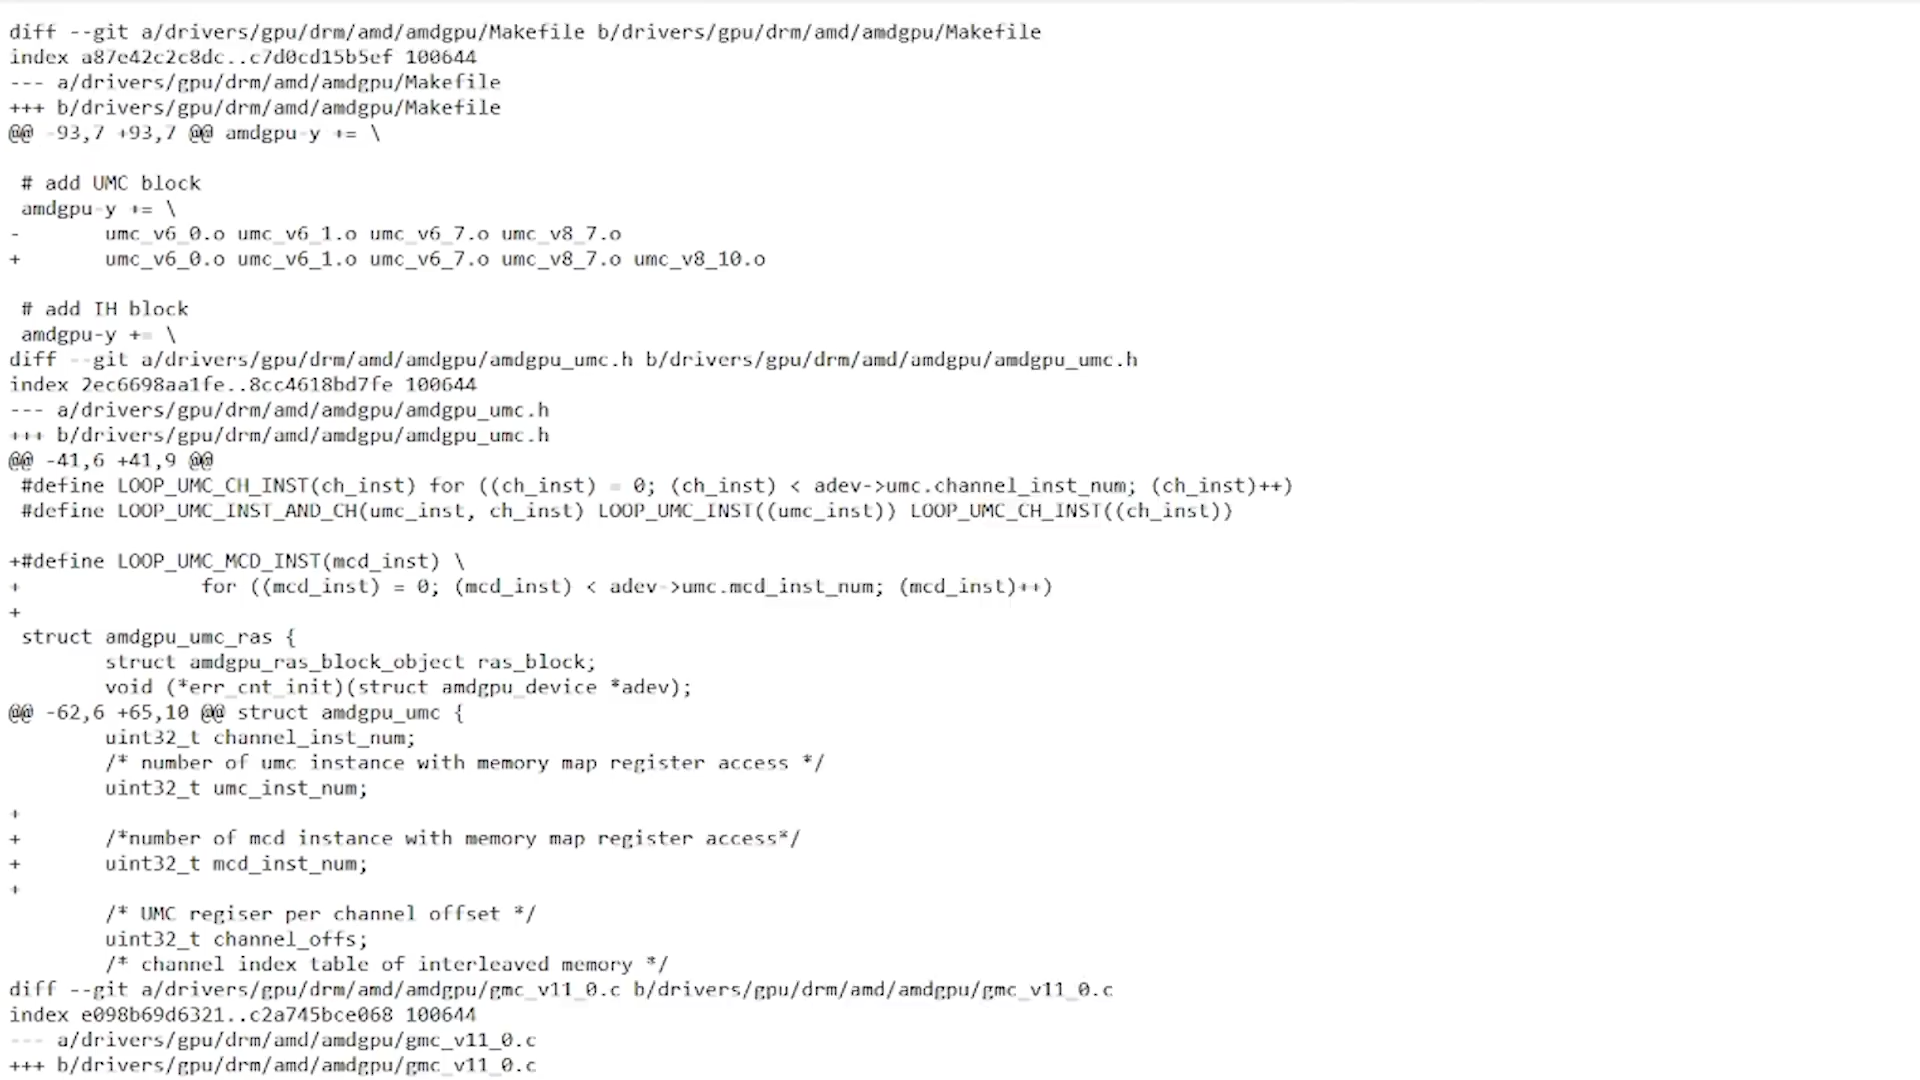 diff --git a/drivers/gpu/drm/amd/amdgpu/Makefile b/drivers/gpu/drm/amd/amdgpu/Makefile
index a87e42c2c8dc..c7d0cd15b5ef 100644
--- a/drivers/gpu/drm/amd/amdgpu/Makefile
+++ b/drivers/gpu/drm/amd/amdgpu/Makefile
@@ -93,7 +93,7 @@ amdgpu-y += \
 # add UMC block
 amdgpu-y += \
-       umc_v6_0.o umc_v6_1.o umc_v6_7.o umc_v8_7.o
+       umc_v6_0.o umc_v6_1.o umc_v6_7.o umc_v8_7.o umc_v8_10.o
 # add IH block
 amdgpu-y += \
diff --git a/drivers/gpu/drm/amd/amdgpu/amdgpu_umc.h b/drivers/gpu/drm/amd/amdgpu/amdgpu_umc.h
index 2ec6698aa1fe..8cc4618bd7fe 100644
--- a/drivers/gpu/drm/amd/amdgpu/amdgpu_umc.h
+++ b/drivers/gpu/drm/amd/amdgpu/amdgpu_umc.h
@@ -41,6 +41,9 @@
 #define LOOP_UMC_CH_INST(ch_inst) for ((ch_inst) = 0; (ch_inst) < adev->umc.channel_inst_num; (ch_inst)++)
 #define LOOP_UMC_INST_AND_CH(umc_inst, ch_inst) LOOP_UMC_INST((umc_inst)) LOOP_UMC_CH_INST((ch_inst))
+#define LOOP_UMC_MCD_INST(mcd_inst) \
+               for ((mcd_inst) = 0; (mcd_inst) < adev->umc.mcd_inst_num; (mcd_inst)++)
+
 struct amdgpu_umc_ras {
        struct amdgpu_ras_block_object ras_block;
        void (*err_cnt_init)(struct amdgpu_device *adev);
@@ -62,6 +65,10 @@ struct amdgpu_umc {
        uint32_t channel_inst_num;
        /* number of umc instance with memory map register access */
        uint32_t umc_inst_num;
+
+       /*number of mcd instance with memory map register access*/
+       uint32_t mcd_inst_num;
+
        /* UMC regiser per channel offset */
        uint32_t channel_offs;
        /* channel index table of interleaved memory */
diff --git a/drivers/gpu/drm/amd/amdgpu/gmc_v11_0.c b/drivers/gpu/drm/amd/amdgpu/gmc_v11_0.c
index e098b69d6321..c2a745bce068 100644
--- a/drivers/gpu/drm/amd/amdgpu/gmc_v11_0.c
+++ b/drivers/gpu/drm/amd/amdgpu/gmc_v11_0.c